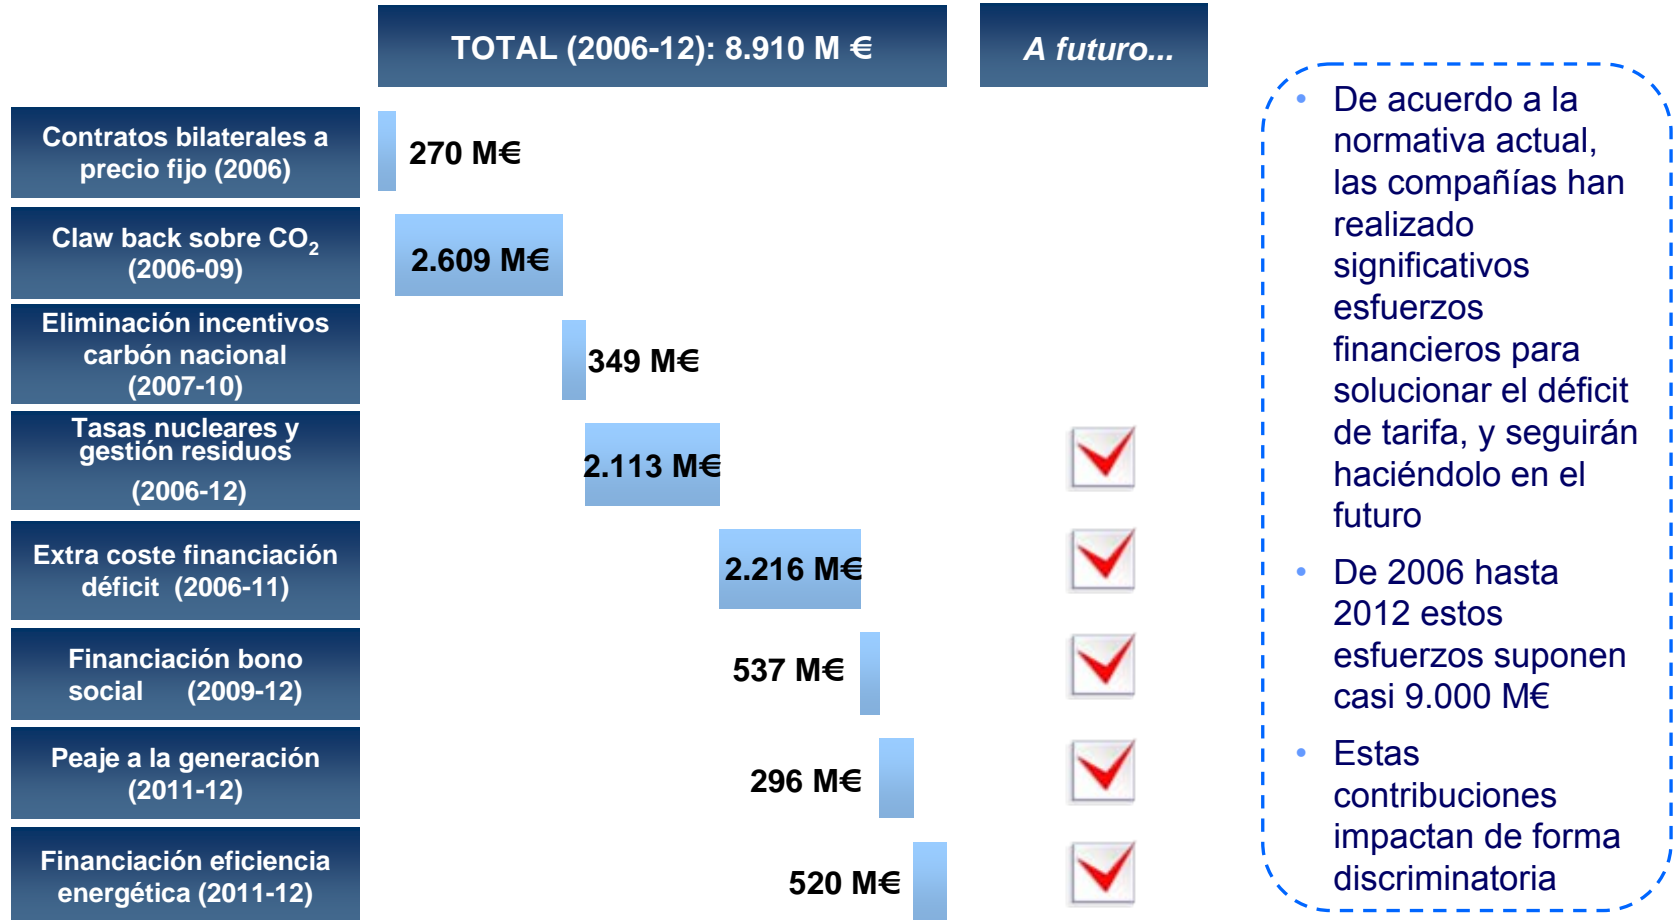 TOTAL (2006-12): 8.910 M €
A futuro...
Contratos bilaterales a
precio fijo (2006)
270 M€
Claw back sobre CO2
(2006-09)
2.609 M€
Eliminación incentivos
carbón nacional
(2007-10)
349 M€
Tasas nucleares y
gestión residuos
(2006-12)
2.113 M€
Extra coste financiación
déficit (2006-11)
2.216 M€
Financiación bono
social (2009-12)
537 M€
Peaje a la generación
(2011-12)
296 M€
Financiación eficiencia
energética (2011-12)
520 M€
• De acuerdo a la
normativa actual,
las compañías han
realizado
significativos
esfuerzos
financieros para
solucionar el déficit
de tarifa, y seguirán
haciéndolo en el
futuro
• De 2006 hasta
2012 estos
esfuerzos suponen
casi 9.000 M€
• Estas
contribuciones
impactan de forma
discriminatoria